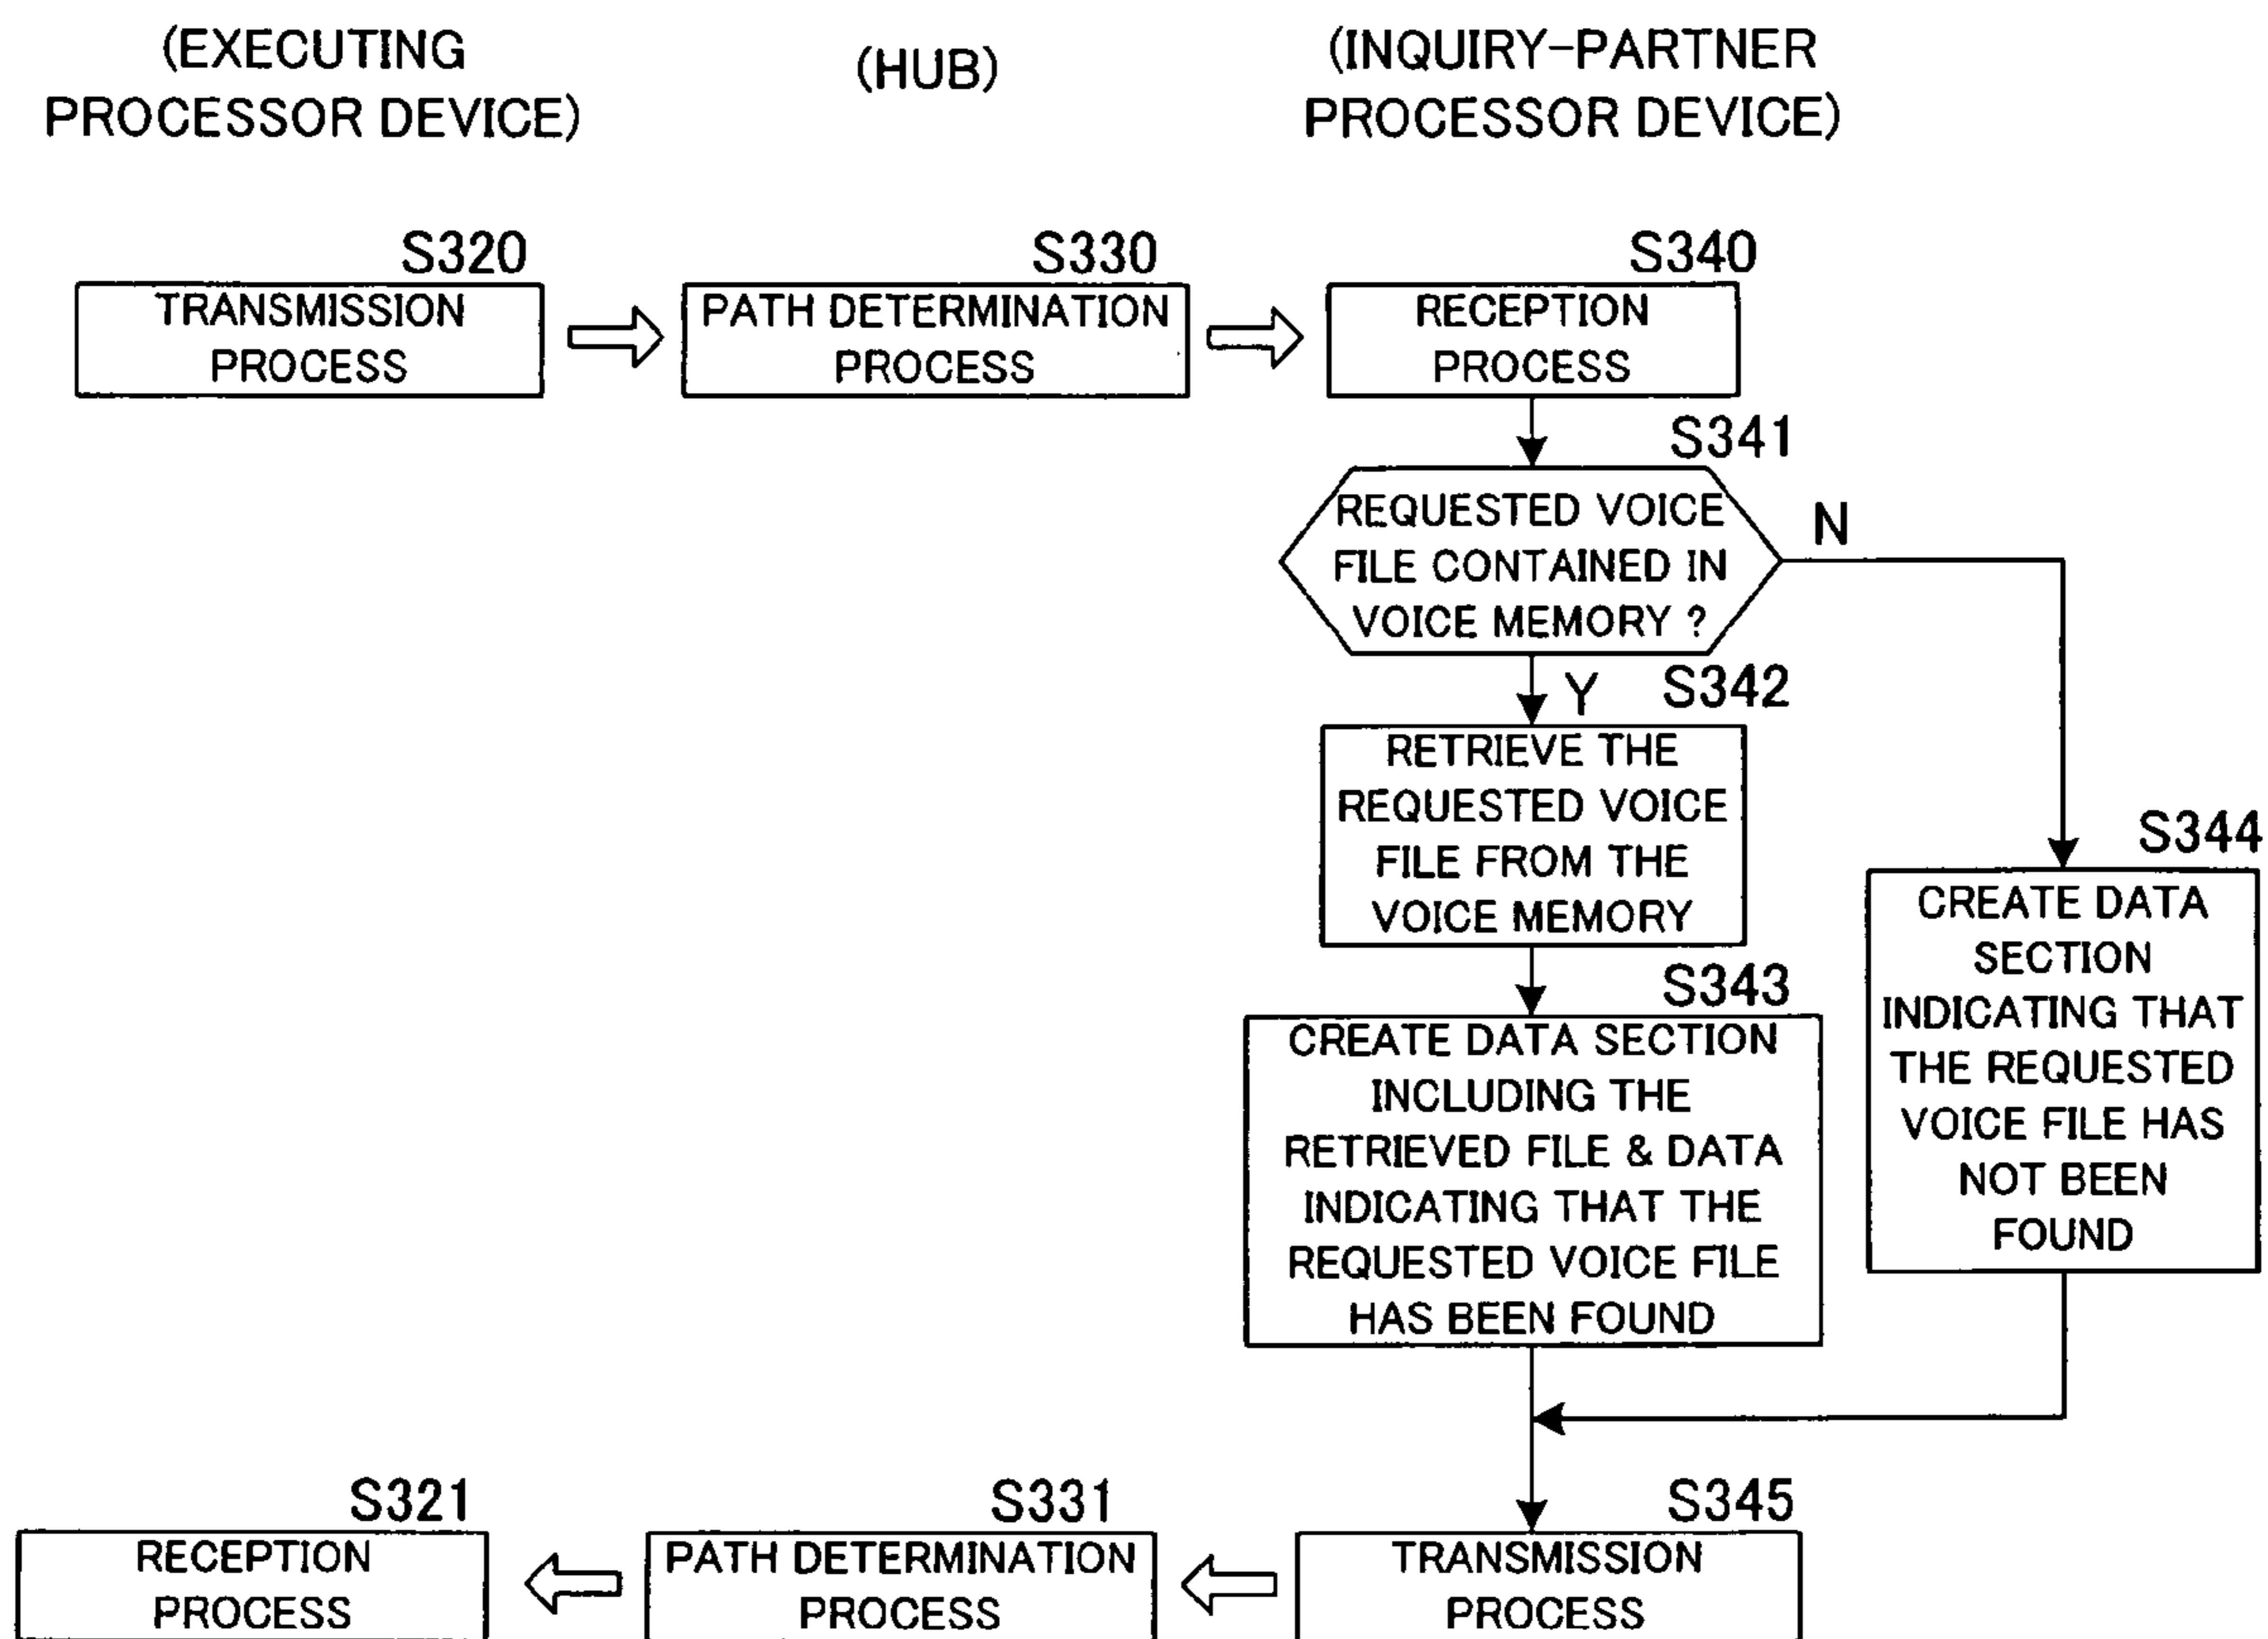 (EXECUTING
PROCESSOR DEVICE)
(HUB)
(INQUIRY-PARTNER
PROCESSOR DEVICE)
S320
TRANSMISSION
PROCESS
S330
PATH DETERMINATION
PROCESS
S340
RECEPTION
PROCESS
S341
REQUESTED VOICE
FILE CONTAINED IN
VOICE MEMORY ?
N
Y
S342
RETRIEVE THE
REQUESTED VOICE
FILE FROM THE
VOICE MEMORY
S344
CREATE DATA
SECTION
INDICATING THAT
THE REQUESTED
VOICE FILE HAS
NOT BEEN
FOUND
S343
CREATE DATA SECTION
INCLUDING THE
RETRIEVED FILE & DATA
INDICATING THAT THE
REQUESTED VOICE FILE
HAS BEEN FOUND
S321
RECEPTION
PROCESS
S331
PATH DETERMINATION
PROCESS
S345
TRANSMISSION
PROCESS